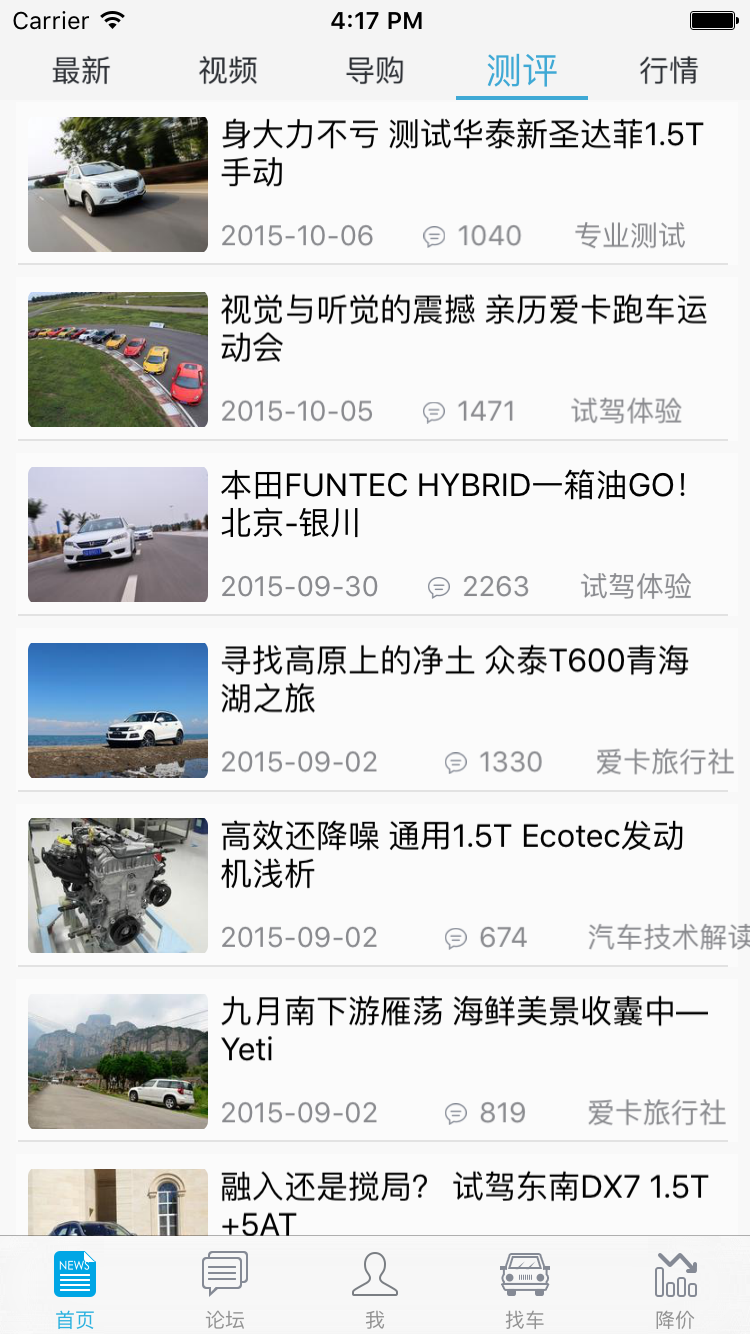 Carrier 4:17 PM
最新 视频 导购 测评 行情
身大力不亏 测试华泰新圣达菲1.5T
手动
2015-10-06 1040 专业测试
视觉与听觉的震撼 亲历爱卡跑车运
动会
2015-10-05 1471 试驾体验
本田FUNTEC HYBRID一箱油GO！
北京-银川
2015-09-30 2263 试驾体验
寻找高原上的净土 众泰T600青海
湖之旅
2015-09-02 1330 爱卡旅行社
高效还降噪 通用1.5T Ecotec发动
机浅析
2015-09-02 674 汽车技术解读
九月南下游雁荡 海鲜美景收囊中—
Yeti
2015-09-02 819 爱卡旅行社
融入还是搅局？ 试驾东南DX7 1.5T
+5AT
NEWS
首页 论坛 我 找车 降价